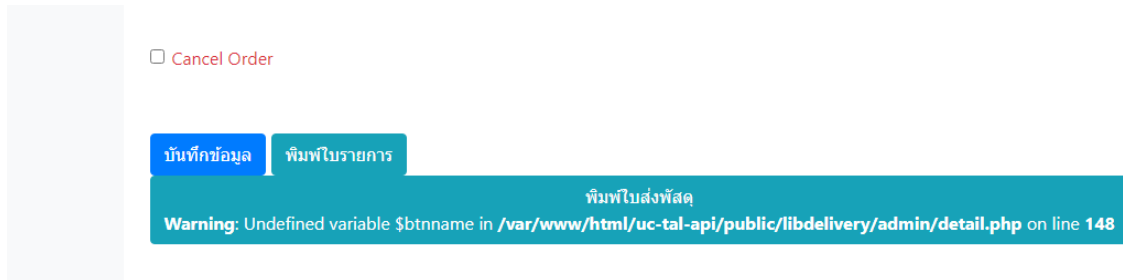 Cancel Order
บันทึกข้อมูล พิมพ์ใบรายการ
พิมพ์ใบส่งพัสดุ
Warning: Undefined variable $btnname in /var/www/html/uc-tal-api/public/libdelivery/admin/detail.php on line 148